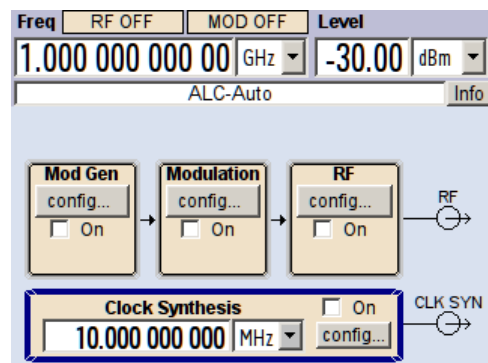 Freq RF OFF MOD OFF Level
1.000 000 000 00 GHz -30.00 dBm
ALC-Auto Info
Mod Gen Modulation RF
config... config... config... RF
On On On
Clock Synthesis On CLK SYN
10.000 000 000 MHz config...